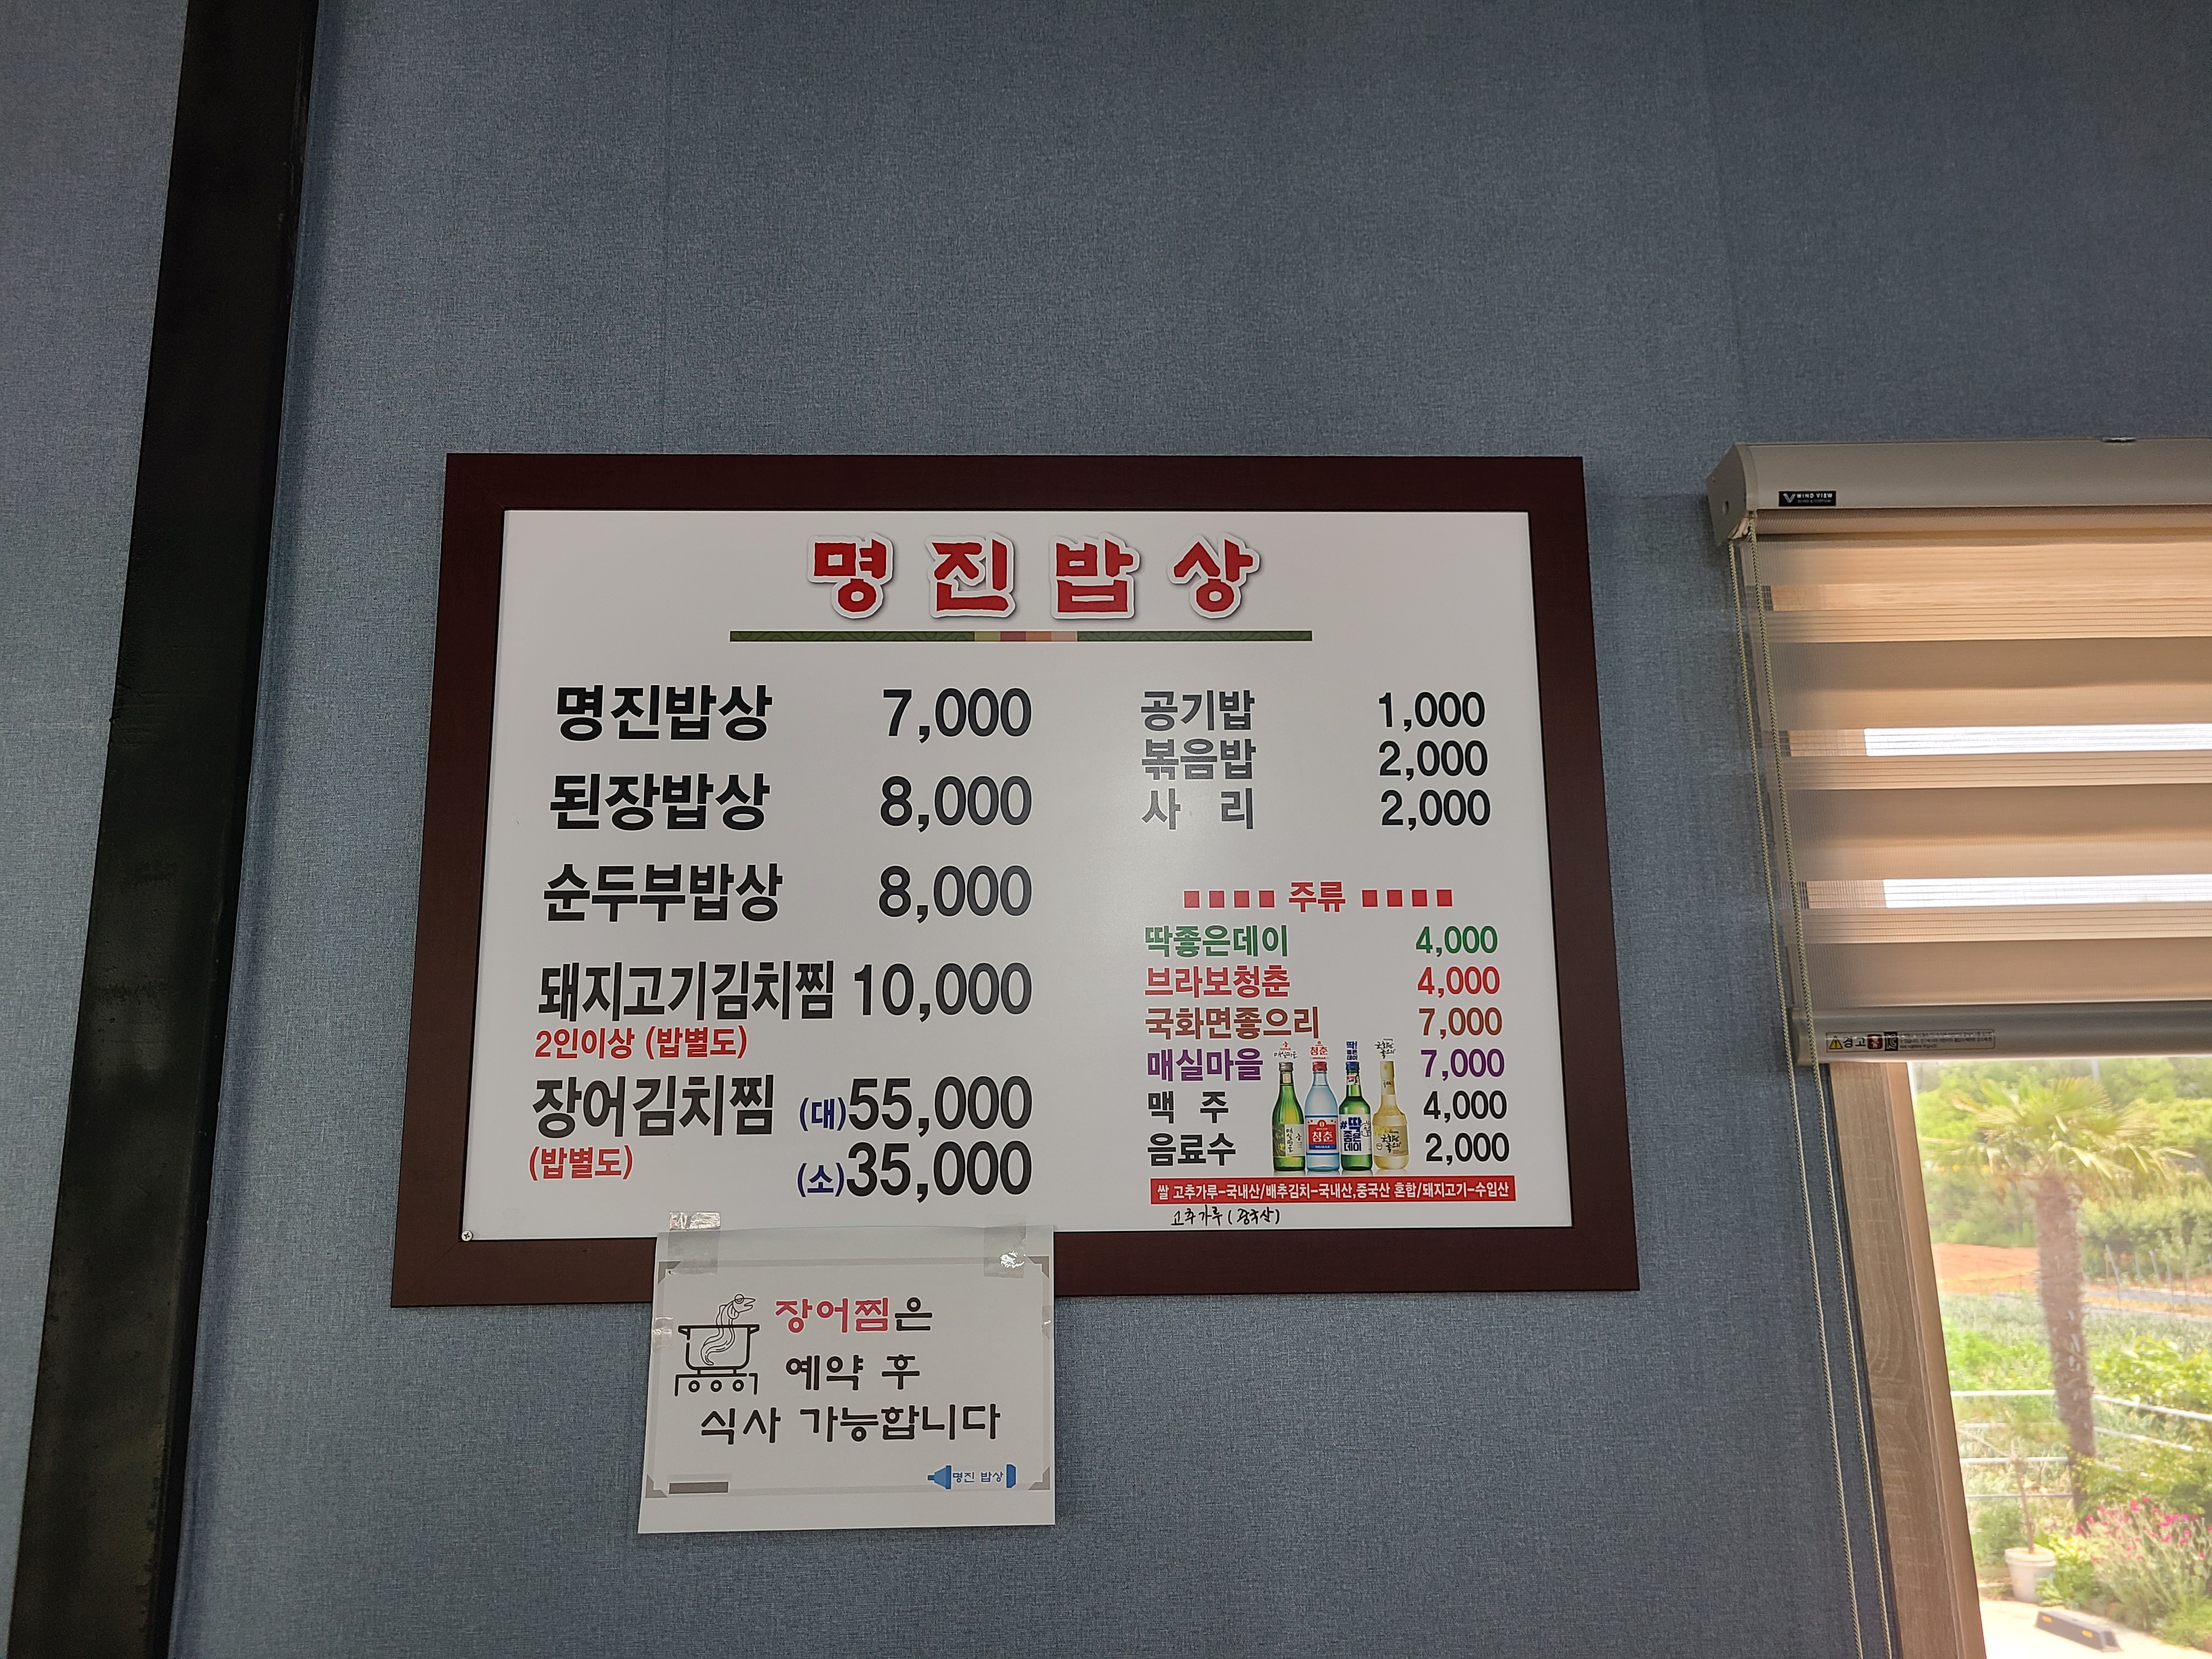 명진밥상
명진밥상 7,000
된장밥상 8,000
순두부밥상 8,000
돼지고기김치찜 10,000
2인이상 (밥별도)
장어김치찜 (대)55,000
(밥별도) (소)35,000
공기밥 1,000
볶음밥 2,000
사 리 2,000
주류
딱좋은데이 4,000
브라보청춘 4,000
국화면좋으리 7,000
매실마을 7,000
맥 주 4,000
음료수 2,000
청춘
쌀 고추가루-국내산/배추김치-국내산,중국산 혼합/돼지고기-수입산
고추가루 (중국산)
장어찜은
예약 후
식사 가능합니다
명진 밥상
WIND VIEW
경고